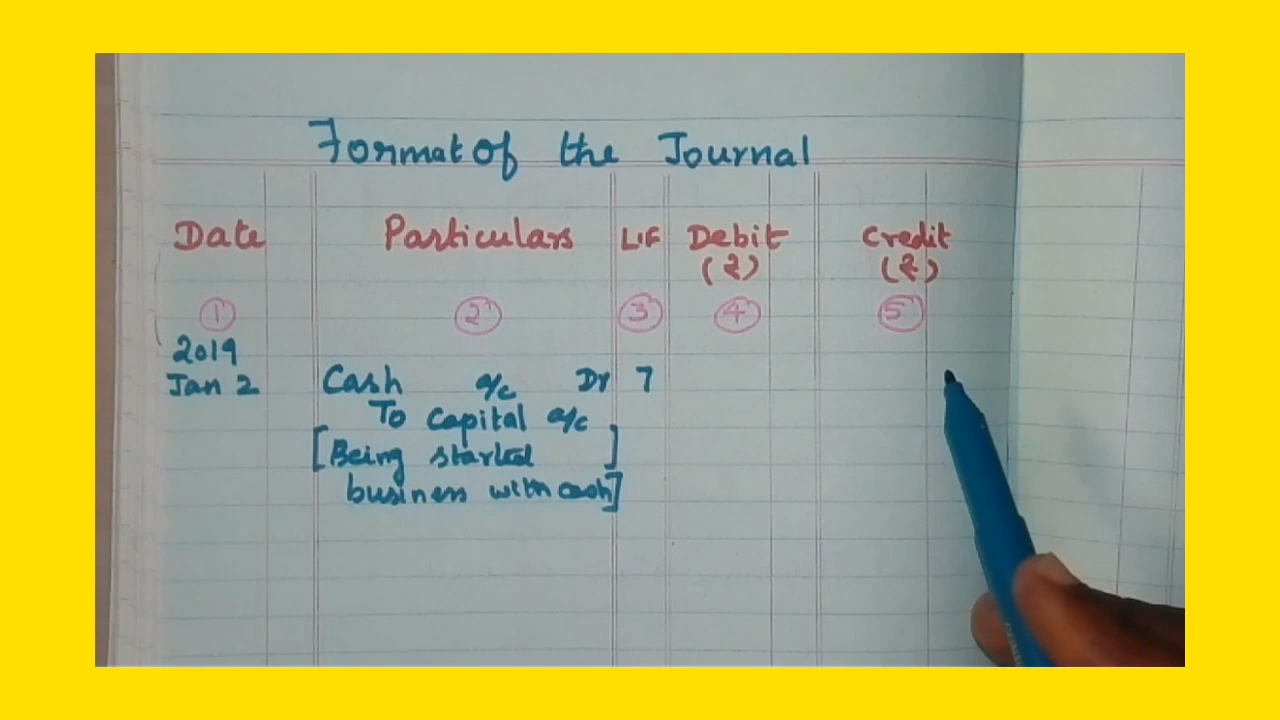 Format of the Journal
Date Particulars L.F Debit (₹) Credit (₹)
1 2 3 4 5
2019
Jan 2 Cash a/c Dr 7
To Capital a/c
[Being started]
business with cash]